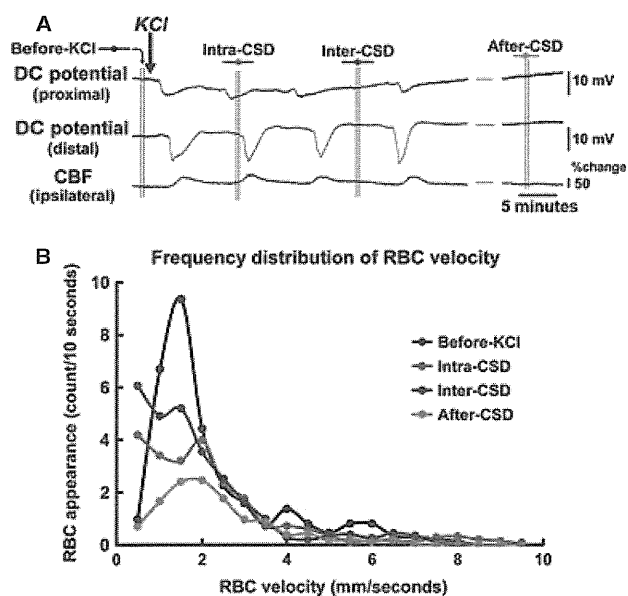 A
KCl
Before-KCl
Intra-CSD
Inter-CSD
After-CSD
DC potential
(proximal)
10 mV
DC potential
(distal)
10 mV
%change
CBF
(ipsilateral)
50
5 minutes
B
Frequency distribution of RBC velocity
RBC appearance (count/10 seconds)
10
8
6
4
2
0
Before-KCl
Intra-CSD
Inter-CSD
After-CSD
0
2
4
6
8
10
RBC velocity (mm/seconds)